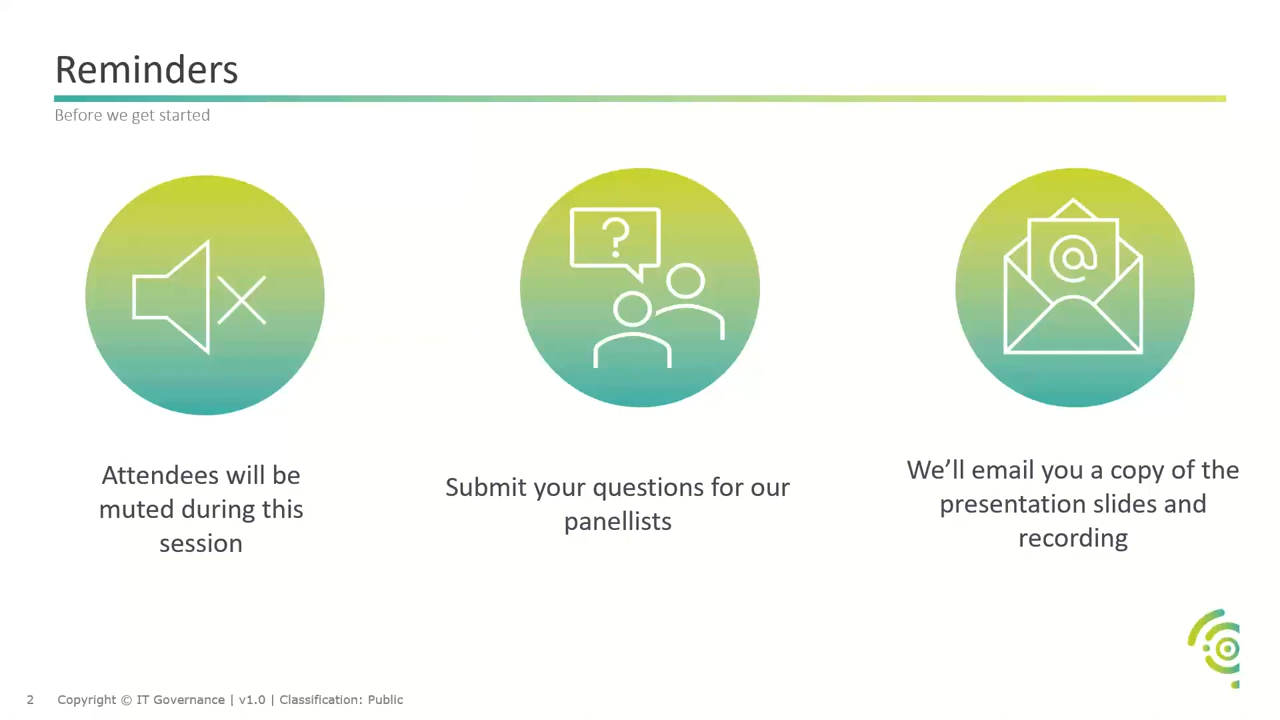 Reminders
Before we get started
?
@
Attendees will be
muted during this
session
Submit your questions for our
panellists
We’ll email you a copy of the
presentation slides and
recording
2 Copyright © IT Governance | v1.0 | Classification: Public